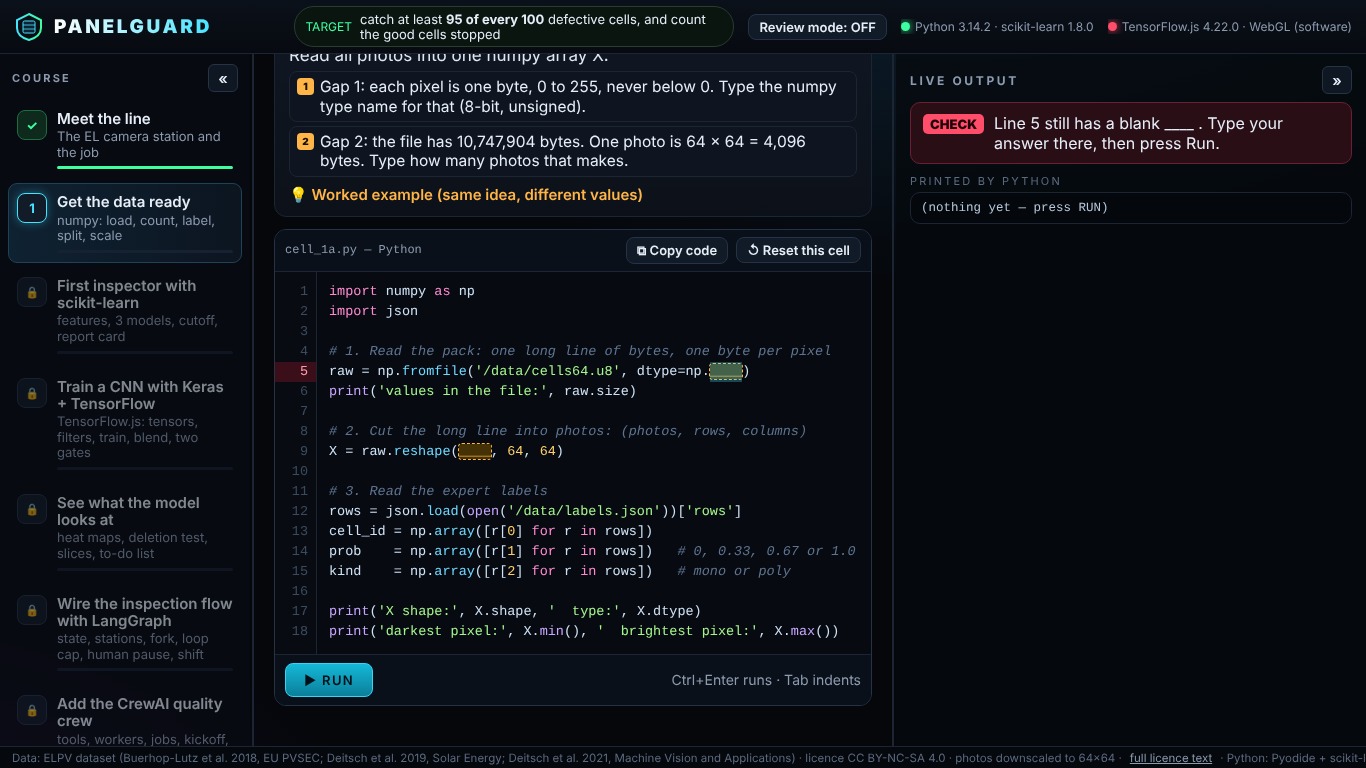 PANELGUARD
TARGET catch at least 95 of every 100 defective cells, and count
the good cells stopped
Review mode: OFF
Python 3.14.2 · scikit-learn 1.8.0
TensorFlow.js 4.22.0 · WebGL (software)
COURSE
«
Meet the line
The EL camera station and
the job
1
Get the data ready
numpy: load, count, label,
split, scale
First inspector with
scikit-learn
features, 3 models, cutoff,
report card
Train a CNN with Keras
+ TensorFlow
TensorFlow.js: tensors,
filters, train, blend, two
gates
See what the model
looks at
heat maps, deletion test,
slices, to-do list
Wire the inspection flow
with LangGraph
state, stations, fork, loop
cap, human pause, shift
Add the CrewAI quality
crew
tools, workers, jobs, kickoff,
Read all photos into one numpy array X.
1 Gap 1: each pixel is one byte, 0 to 255, never below 0. Type the numpy
type name for that (8-bit, unsigned).
2 Gap 2: the file has 10,747,904 bytes. One photo is 64 × 64 = 4,096
bytes. Type how many photos that makes.
💡 Worked example (same idea, different values)
cell_1a.py — Python
⧉ Copy code
↺ Reset this cell
1 import numpy as np
2 import json
3
4 # 1. Read the pack: one long line of bytes, one byte per pixel
5 raw = np.fromfile('/data/cells64.u8', dtype=np.____)
6 print('values in the file:', raw.size)
7
8 # 2. Cut the long line into photos: (photos, rows, columns)
9 X = raw.reshape(____, 64, 64)
10
11 # 3. Read the expert labels
12 rows = json.load(open('/data/labels.json'))['rows']
13 cell_id = np.array([r[0] for r in rows])
14 prob    = np.array([r[1] for r in rows])   # 0, 0.33, 0.67 or 1.0
15 kind    = np.array([r[2] for r in rows])   # mono or poly
16
17 print('X shape:', X.shape, '  type:', X.dtype)
18 print('darkest pixel:', X.min(), '  brightest pixel:', X.max())
▶ RUN
Ctrl+Enter runs · Tab indents
LIVE OUTPUT
»
CHECK Line 5 still has a blank ____ . Type your
answer there, then press Run.
PRINTED BY PYTHON
(nothing yet — press RUN)
Data: ELPV dataset (Buerhop-Lutz et al. 2018, EU PVSEC; Deitsch et al. 2019, Solar Energy; Deitsch et al. 2021, Machine Vision and Applications) · licence CC BY-NC-SA 4.0 · photos downscaled to 64×64 · full licence text · Python: Pyodide + scikit-